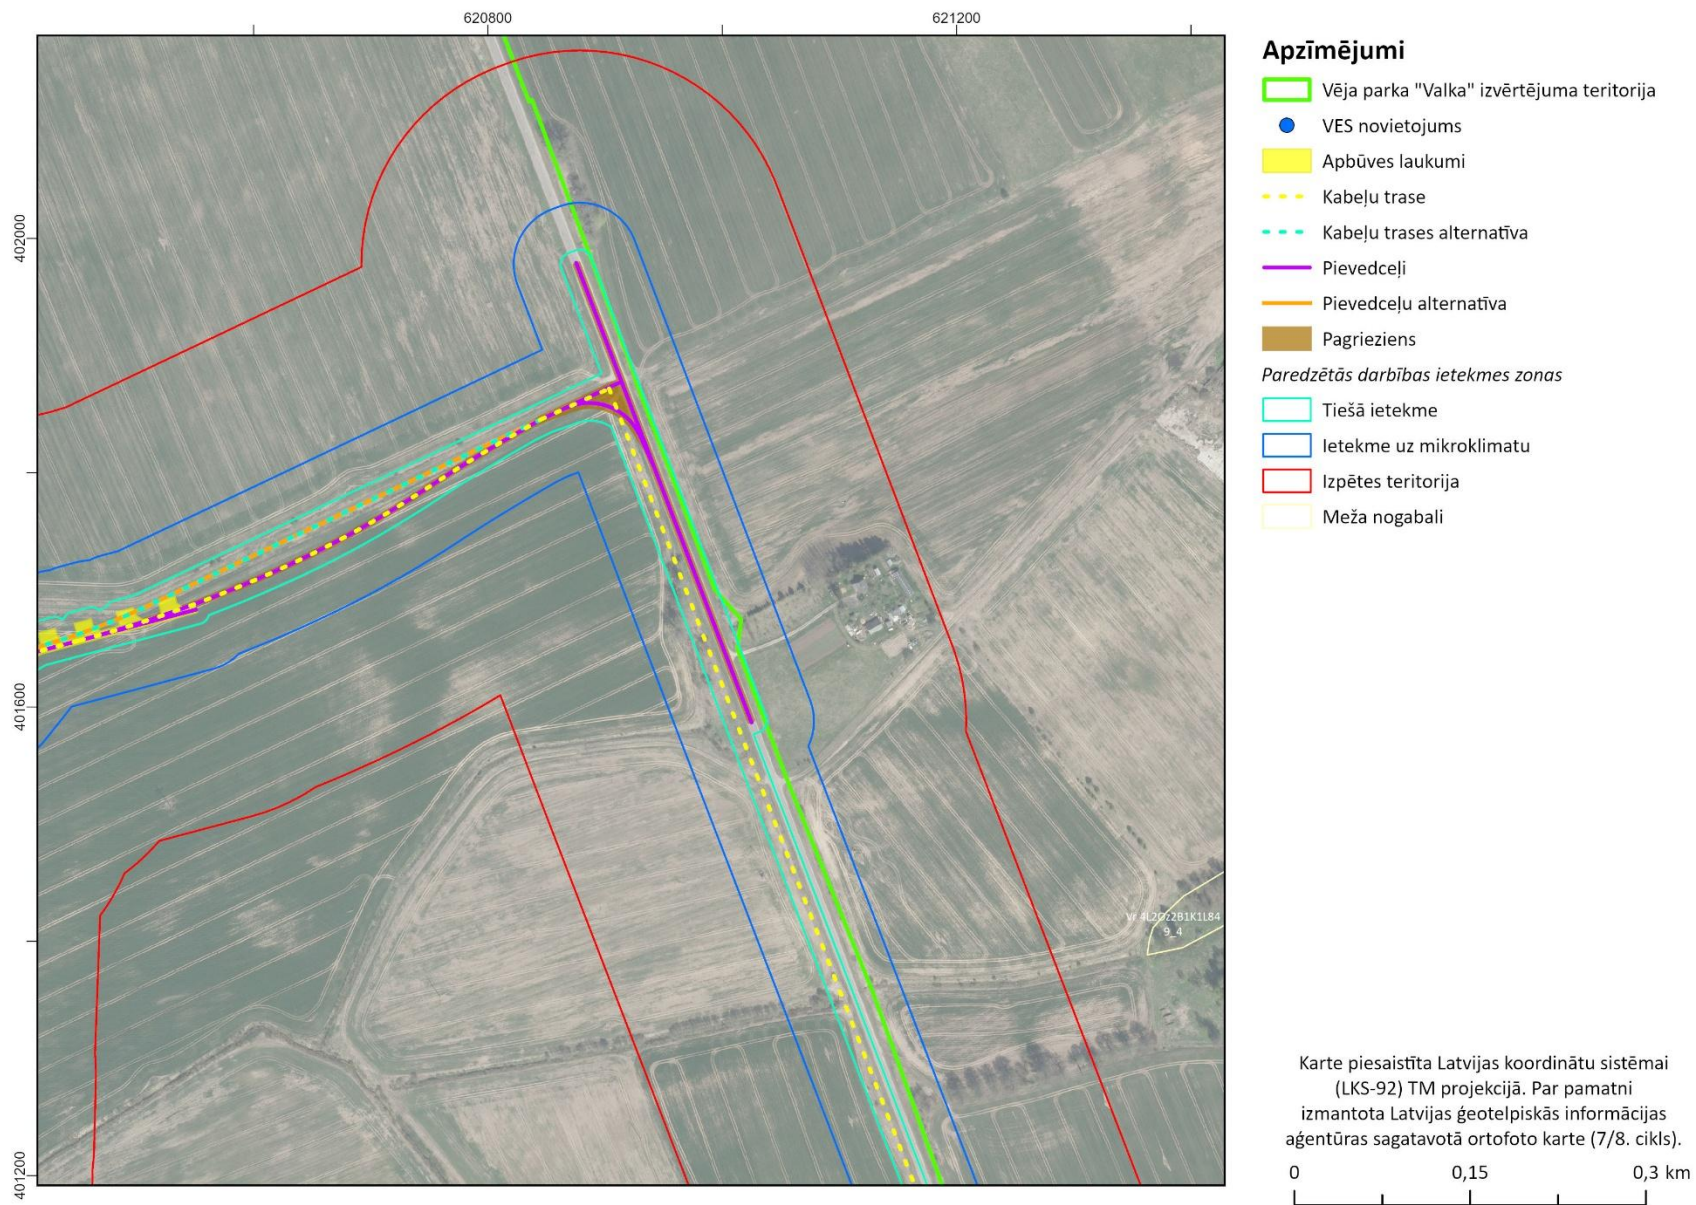 620800
621200
402000
401600
401200
Vr 4L2Oz2B1K1L84
9_4
Apzīmējumi
Vēja parka "Valka" izvērtējuma teritorija
VES novietojums
Apbūves laukumi
Kabeļu trase
Kabeļu trases alternatīva
Pievedceļi
Pievedceļu alternatīva
Pagrieziens
Paredzētās darbības ietekmes zonas
Tiešā ietekme
Ietekme uz mikroklimatu
Izpētes teritorija
Meža nogabali
Karte piesaistīta Latvijas koordinātu sistēmai
(LKS-92) TM projekcijā. Par pamatni
izmantota Latvijas ģeotelpiskās informācijas
aģentūras sagatavotā ortofoto karte (7/8. cikls).
0 0,15 0,3 km